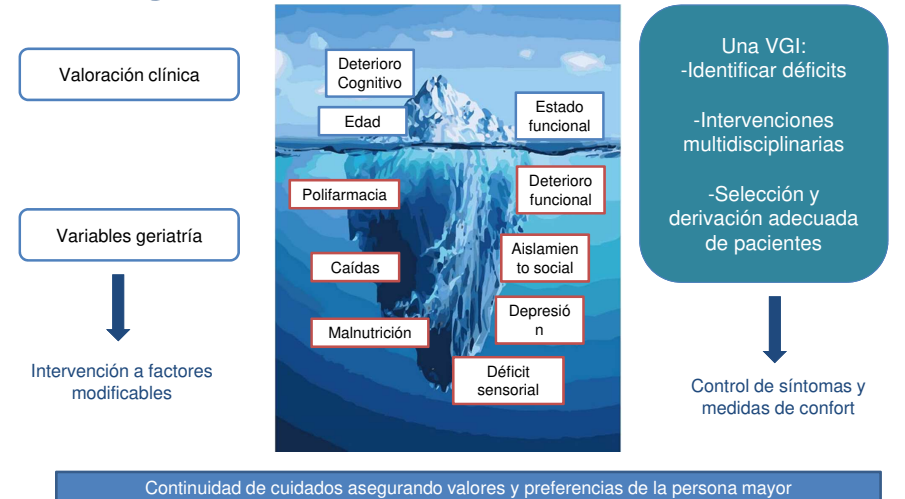 Valoración clínica
Variables geriatría
Intervención a factores
modificables
Deterioro
Cognitivo
Edad
Estado
funcional
Polifarmacia
Deterioro
funcional
Caídas
Aislamien
to social
Malnutrición
Depresió
n
Déficit
sensorial
Una VGI:
-Identificar déficits
-Intervenciones
multidisciplinarias
-Selección y
derivación adecuada
de pacientes
Control de síntomas y
medidas de confort
Continuidad de cuidados asegurando valores y preferencias de la persona mayor